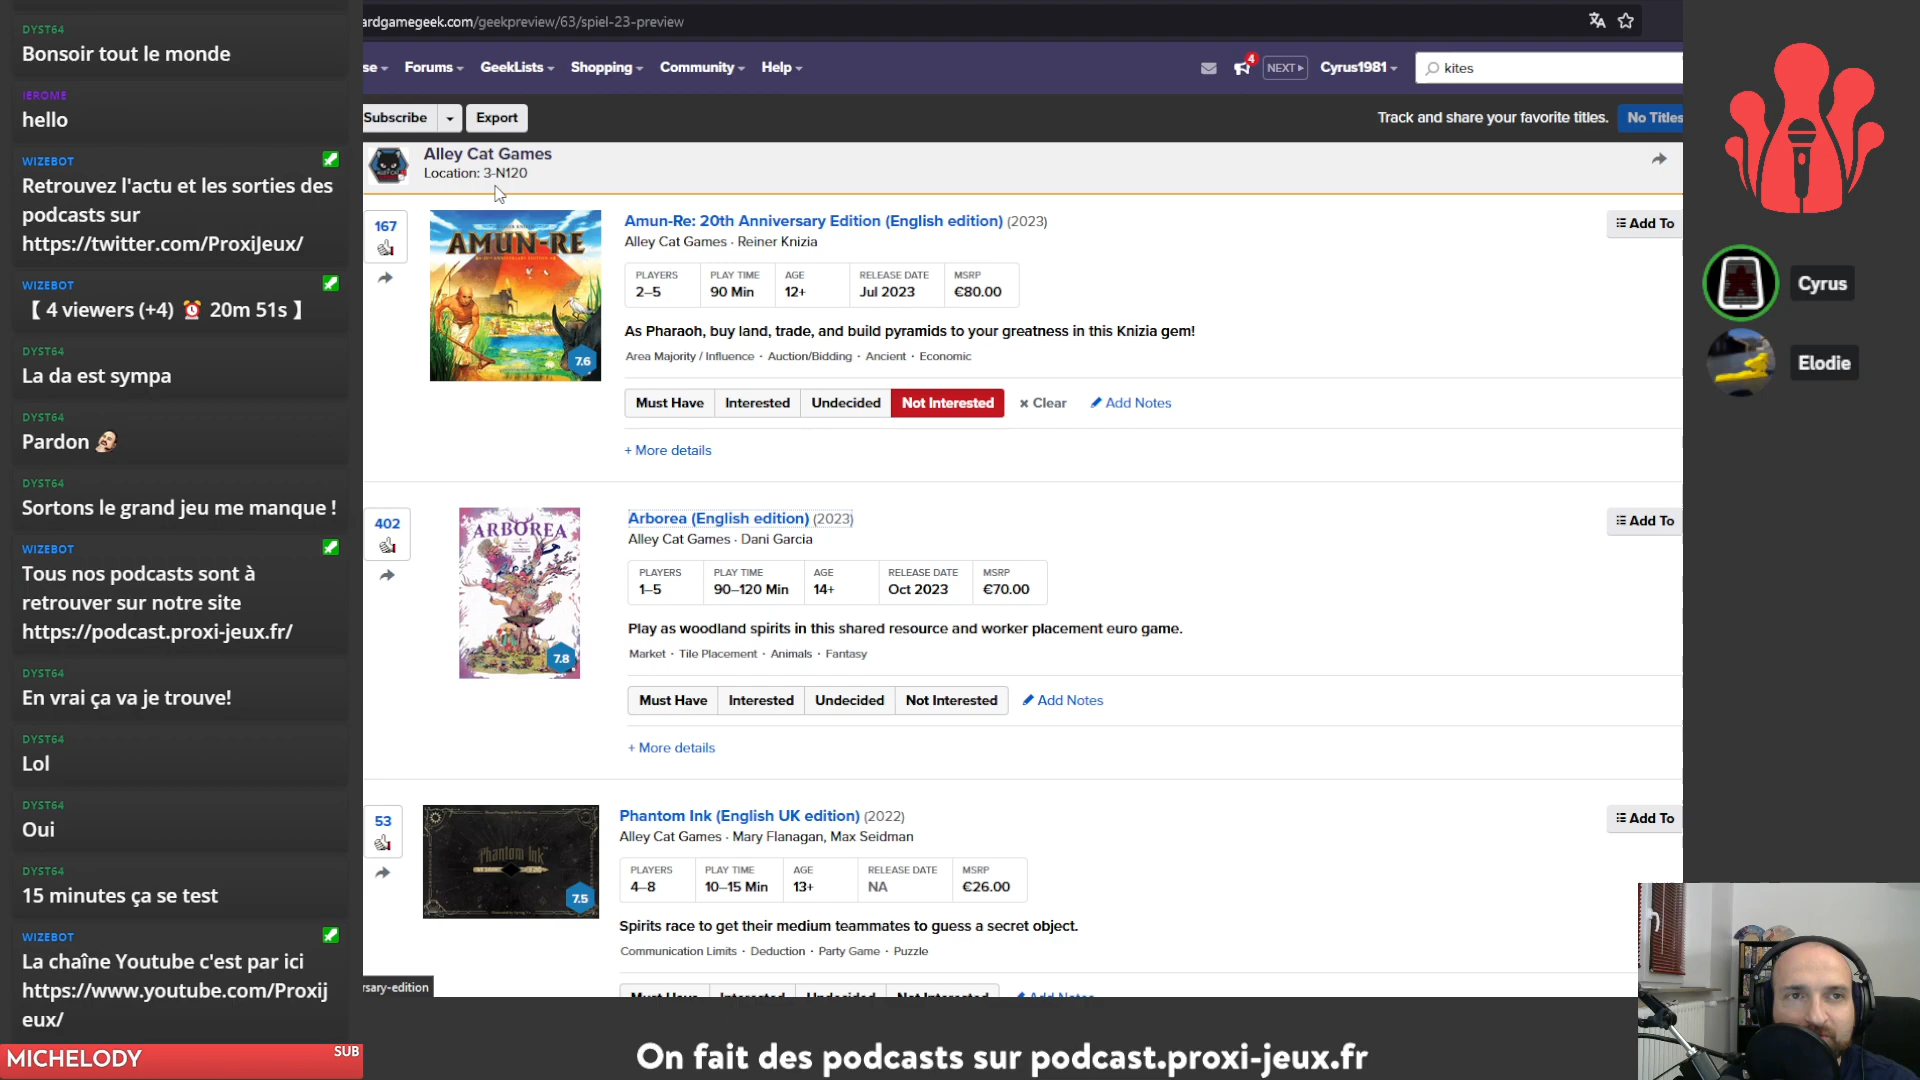 DYST64
Bonsoir tout le monde
IEROME
hello
WIZEBOT
Retrouvez l'actu et les sorties des
podcasts sur
https://twitter.com/ProxiJeux/
WIZEBOT
【 4 viewers (+4) ⏰ 20m 51s 】
DYST64
La da est sympa
DYST64
Pardon
DYST64
Sortons le grand jeu me manque !
WIZEBOT
Tous nos podcasts sont à
retrouver sur notre site
https://podcast.proxi-jeux.fr/
DYST64
En vrai ça va je trouve!
DYST64
Lol
DYST64
Oui
DYST64
15 minutes ça se test
WIZEBOT
La chaîne Youtube c'est par ici
https://www.youtube.com/Proxij
eux/
MICHELODY
SUB
ardgamegeek.com/geekpreview/63/spiel-23-preview
se Forums GeekLists Shopping Community Help
4 NEXT Cyrus1981 kites
Subscribe Export
Track and share your favorite titles. No Titles
Alley Cat Games
Location: 3-N120
167
AMUN-RE
7.6
Amun-Re: 20th Anniversary Edition (English edition) (2023)
Alley Cat Games · Reiner Knizia
PLAYERS PLAY TIME AGE RELEASE DATE MSRP
2–5 90 Min 12+ Jul 2023 €80.00
Add To
As Pharaoh, buy land, trade, and build pyramids to your greatness in this Knizia gem!
Area Majority / Influence · Auction/Bidding · Ancient · Economic
Must Have Interested Undecided Not Interested × Clear Add Notes
+ More details
402
ARBOREA
7.8
Arborea (English edition) (2023)
Alley Cat Games · Dani Garcia
PLAYERS PLAY TIME AGE RELEASE DATE MSRP
1–5 90–120 Min 14+ Oct 2023 €70.00
Add To
Play as woodland spirits in this shared resource and worker placement euro game.
Market · Tile Placement · Animals · Fantasy
Must Have Interested Undecided Not Interested Add Notes
+ More details
53
Phantom Ink
7.5
Phantom Ink (English UK edition) (2022)
Alley Cat Games · Mary Flanagan, Max Seidman
PLAYERS PLAY TIME AGE RELEASE DATE MSRP
4–8 10–15 Min 13+ NA €26.00
Add To
Spirits race to get their medium teammates to guess a secret object.
Communication Limits · Deduction · Party Game · Puzzle
Must Have Interested Undecided Not Interested Add Notes
rsary-edition
Cyrus
Elodie
On fait des podcasts sur podcast.proxi-jeux.fr